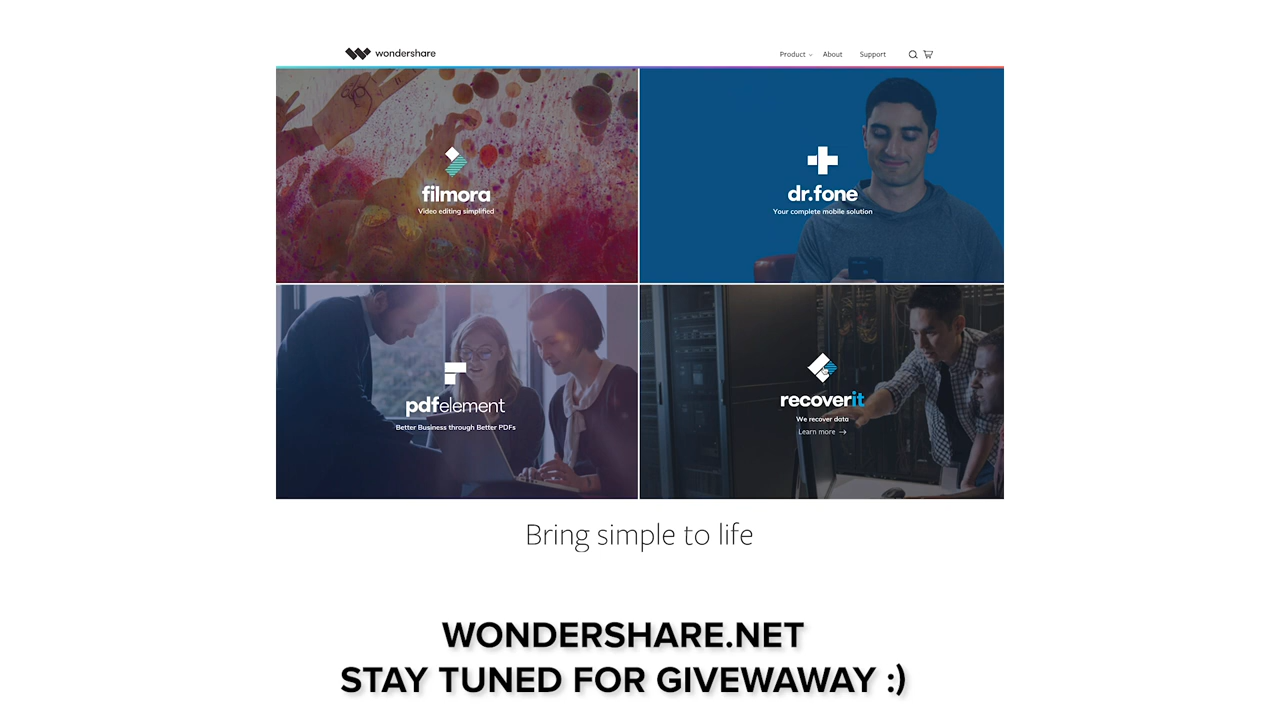 wondershare
Product About Support
filmora
Video editing simplified
dr.fone
Your complete mobile solution
pdfelement
Better Business through Better PDFs
recoverit
We recover data
Learn more →
Bring simple to life
WONDERSHARE.NET
STAY TUNED FOR GIVEWAWAY :)